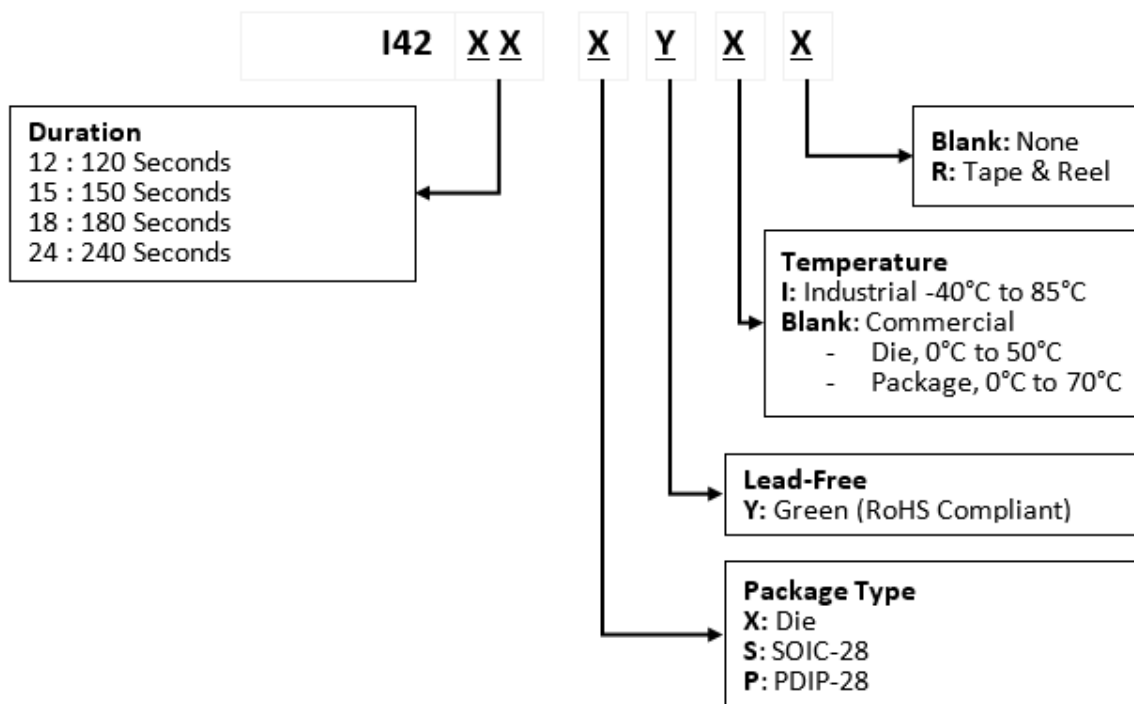 I42 X X X Y X X
Duration
12 : 120 Seconds
15 : 150 Seconds
18 : 180 Seconds
24 : 240 Seconds
Blank: None
R: Tape & Reel
Temperature
I: Industrial -40°C to 85°C
Blank: Commercial
- Die, 0°C to 50°C
- Package, 0°C to 70°C
Lead-Free
Y: Green (RoHS Compliant)
Package Type
X: Die
S: SOIC-28
P: PDIP-28